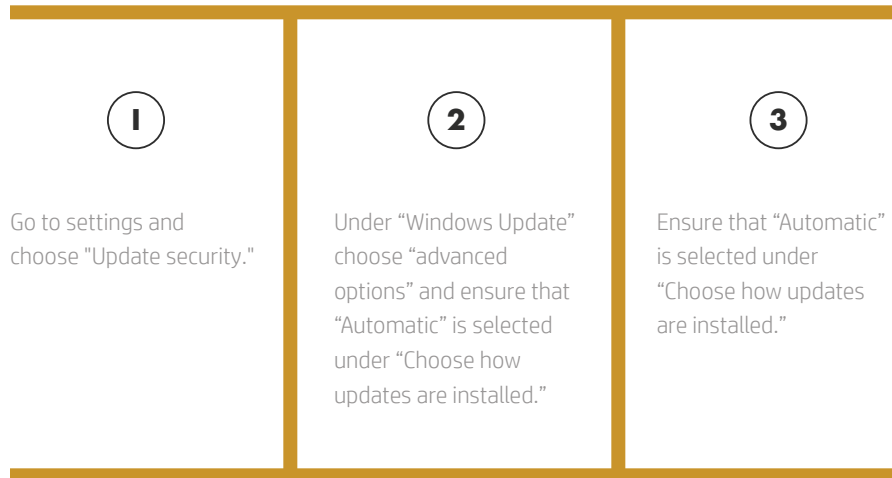 1
Go to settings and
choose "Update security."
2
Under “Windows Update”
choose “advanced
options” and ensure that
“Automatic” is selected
under “Choose how
updates are installed.”
3
Ensure that “Automatic”
is selected under
“Choose how updates
are installed.”